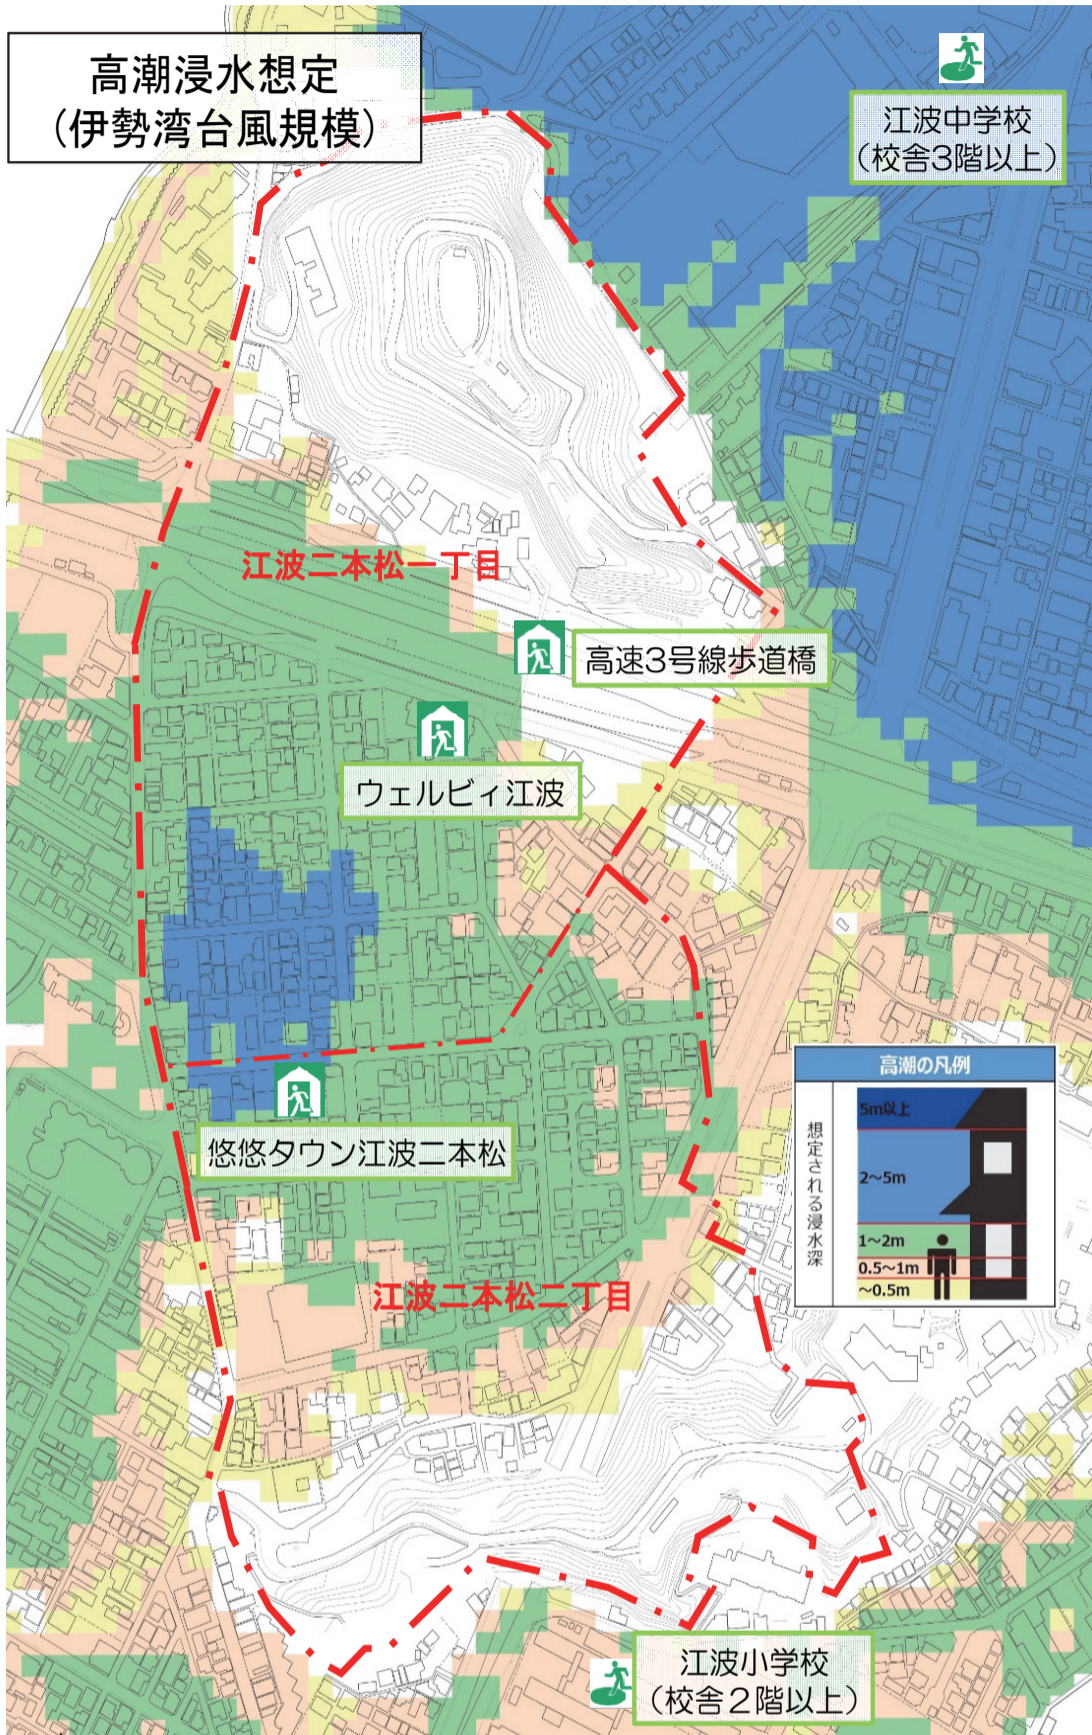 高潮浸水想定
(伊勢湾台風規模)
江波中学校
(校舎3階以上)
江波二本松一丁目
高速3号線歩道橋
ウェルビィ江波
悠悠タウン江波二本松
江波二本松二丁目
高潮の凡例
想定される浸水深
5m以上
2～5m
1～2m
0.5～1m
～0.5m
江波小学校
(校舎２階以上)